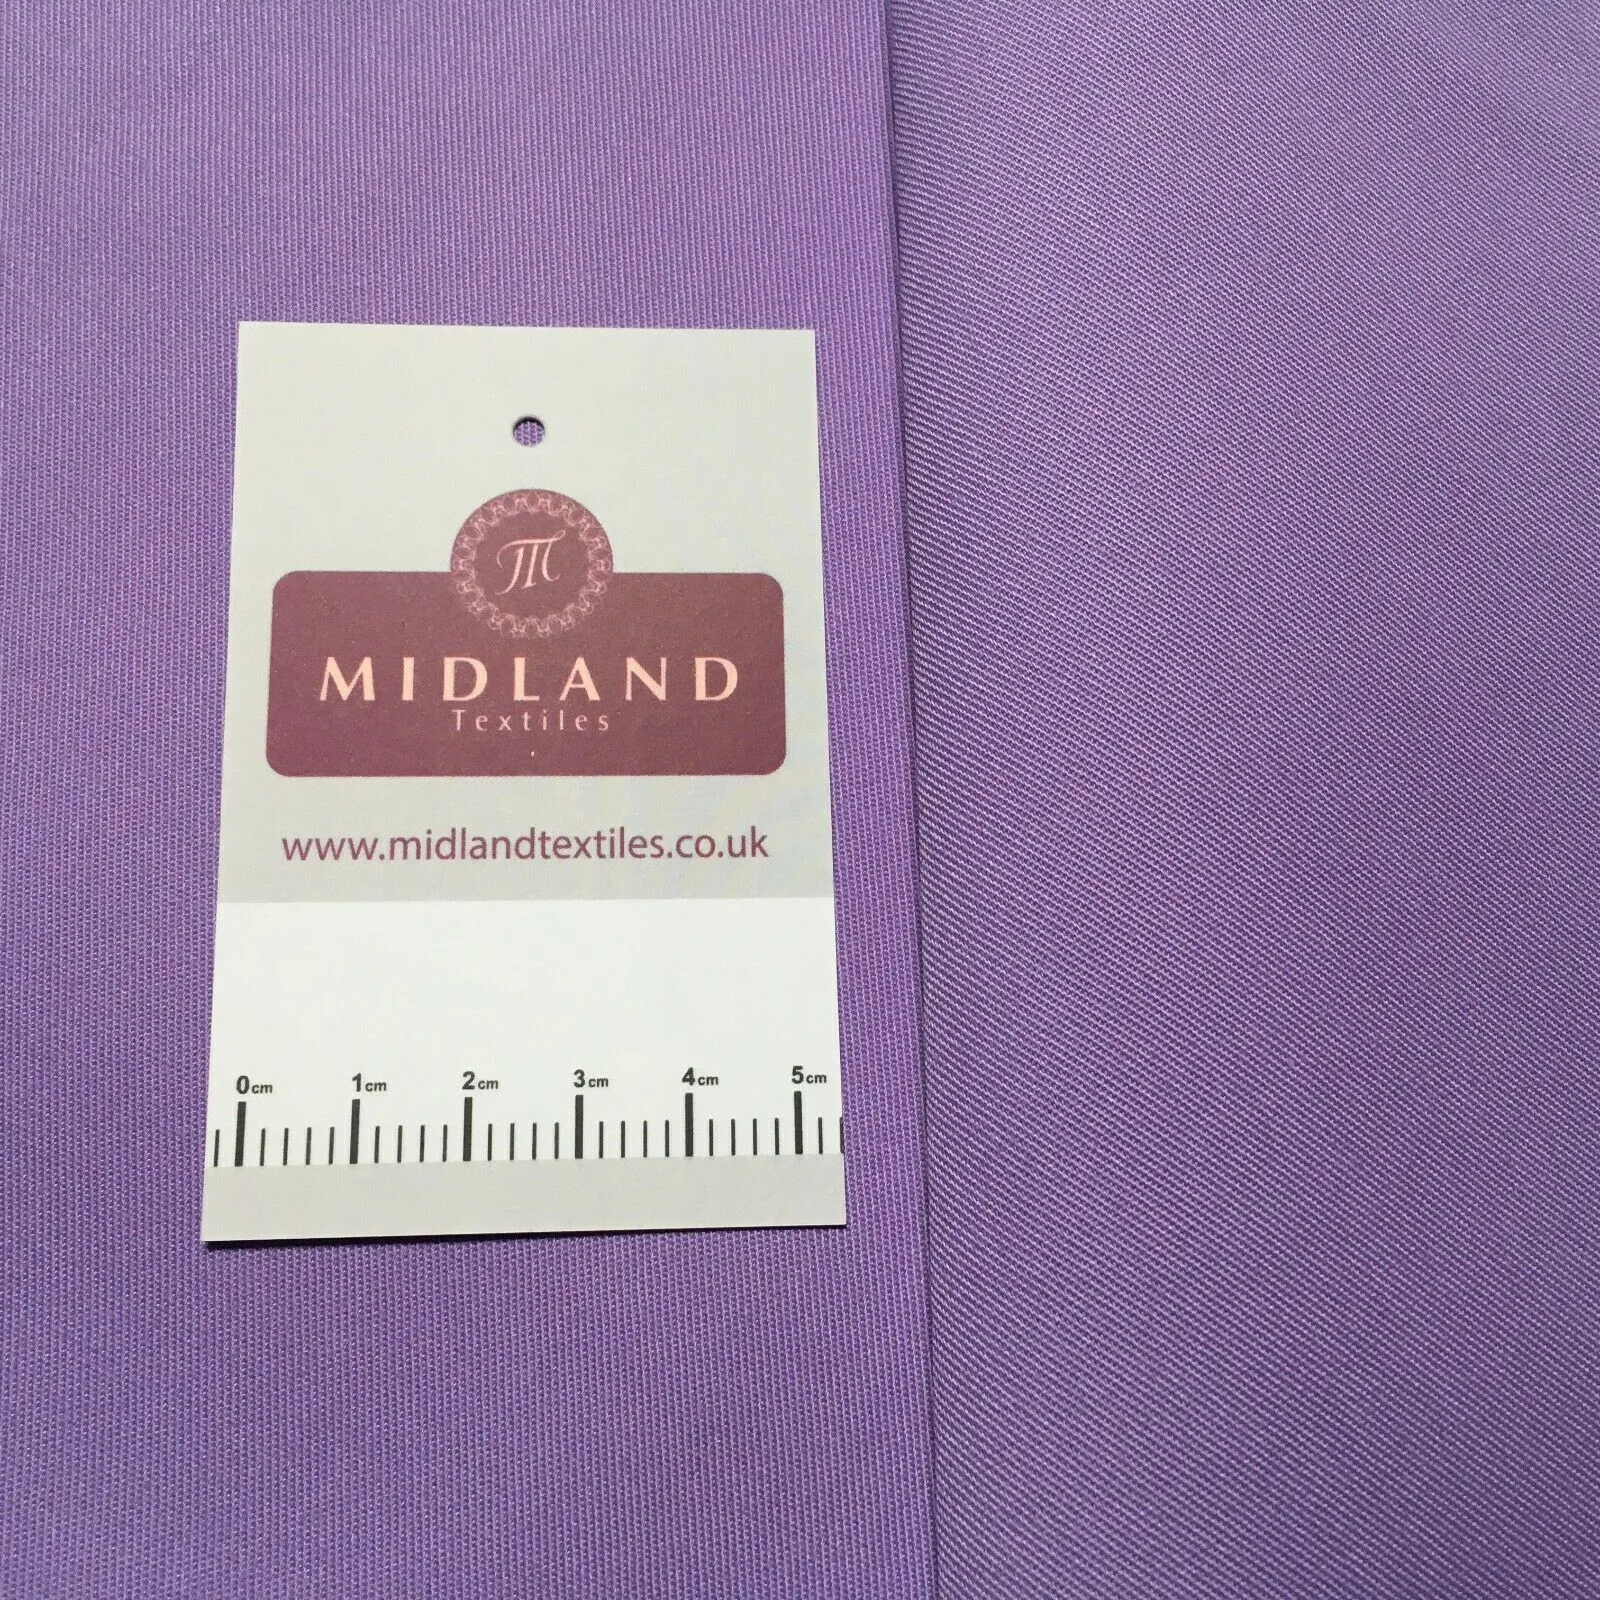 M
MIDLAND
Textiles
www.midlandtextiles.co.uk
0cm 1cm 2cm 3cm 4cm 5cm